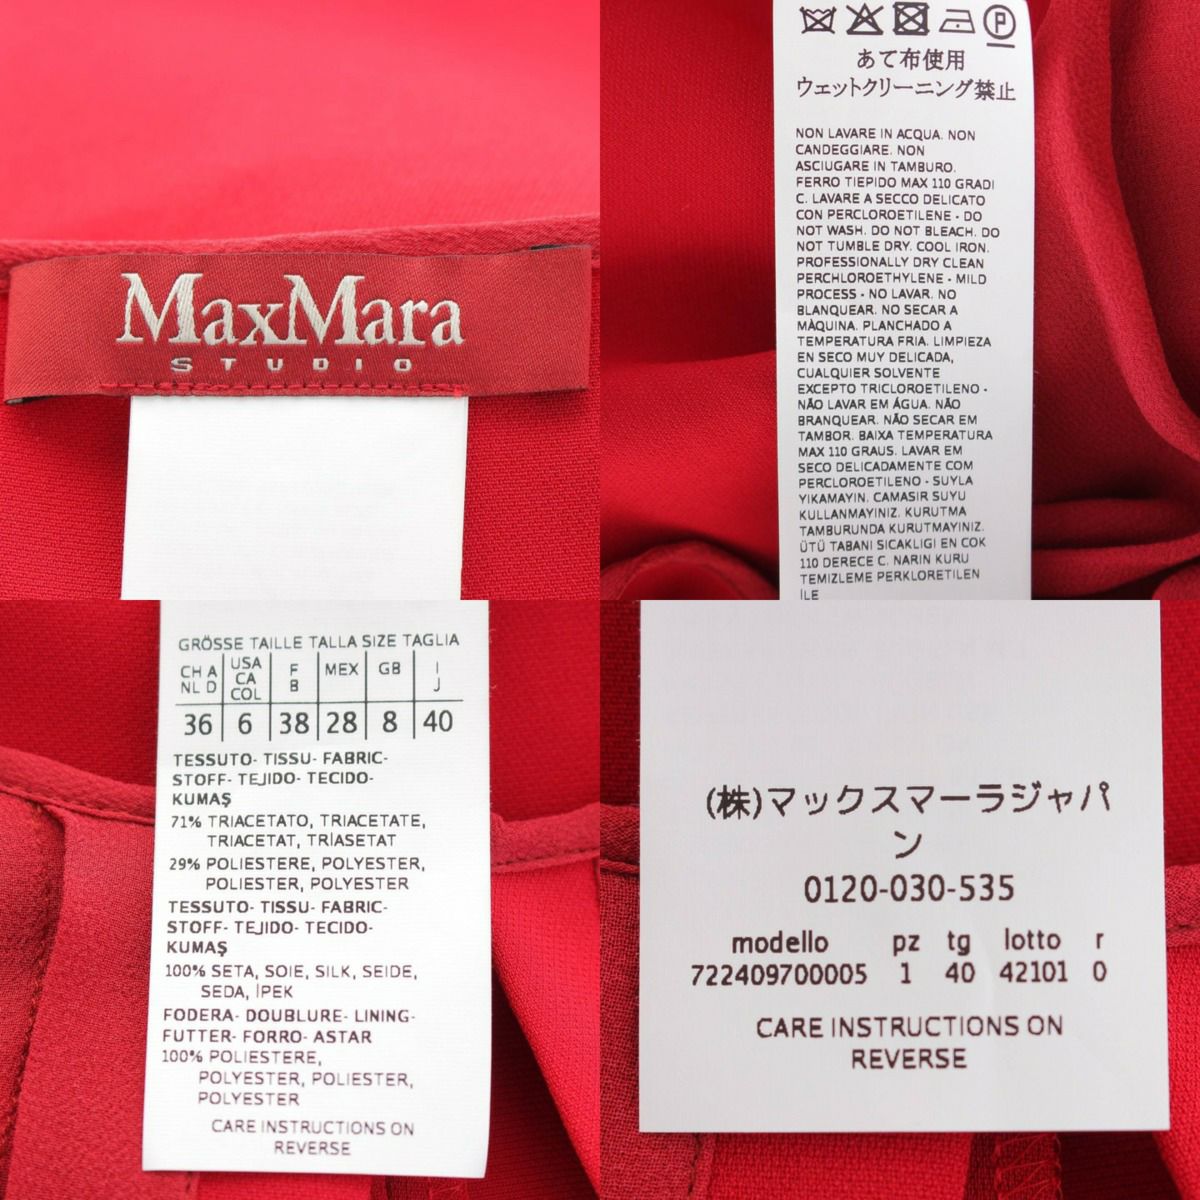 MaxMara
STUDIO
P
あて布使用
ウェットクリーニング禁止
NON LAVARE IN ACQUA. NON
CANDEGGIARE. NON
ASCIUGARE IN TAMBURO.
FERRO TIEPIDO MAX 110 GRADI
C. LAVARE A SECCO DELICATO
CON PERCLOROETILENE - DO
NOT WASH. DO NOT BLEACH. DO
NOT TUMBLE DRY. COOL IRON.
PROFESSIONALLY DRY CLEAN
PERCHLOROETHYLENE - MILD
PROCESS - NO LAVAR. NO
BLANQUEAR. NO SECAR A
MÀQUINA. PLANCHADO A
TEMPERATURA FRIA. LIMPIEZA
EN SECO MUY DELICADA,
CUALQUIER SOLVENTE
EXCEPTO TRICLOROETILENO -
NÃO LAVAR EM ÁGUA. NÃO
BRANQUEAR. NÃO SECAR EM
TAMBOR. BAIXA TEMPERATURA
MAX 110 GRAUS. LAVAR EM
SECO DELICADAMENTE COM
PERCLOROETILENO - SUYLA
YIKAMAYIN. CAMASIR SUYU
KULLANMAYINIZ. KURUTMA
TAMBURUNDA KURUTMAYINIZ.
ÜTÜ TABANI SICAKLIGI EN COK
110 DERECE C. NARIN KURU
TEMIZLEME PERKLORETILEN
İLE
GRÖSSE TAILLE TALLA SIZE TAGLIA
CH A NL D USA CA COL F B MEX GB I J
36 6 38 28 8 40
TESSUTO- TISSU- FABRIC-
STOFF- TEJIDO- TECIDO-
KUMAŞ
71% TRIACETATO, TRIACETATE,
TRIACETAT, TRİASETAT
29% POLIESTERE, POLYESTER,
POLIESTER, POLYESTER
TESSUTO- TISSU- FABRIC-
STOFF- TEJIDO- TECIDO-
KUMAŞ
100% SETA, SOIE, SILK, SEIDE,
SEDA, İPEK
FODERA- DOUBLURE- LINING-
FUTTER- FORRO- ASTAR
100% POLIESTERE,
POLYESTER, POLIESTER,
POLYESTER
CARE INSTRUCTIONS ON
REVERSE
(株)マックスマーラジャパ
ン
0120-030-535
modello pz tg lotto r
722409700005 1 40 42101 0
CARE INSTRUCTIONS ON
REVERSE